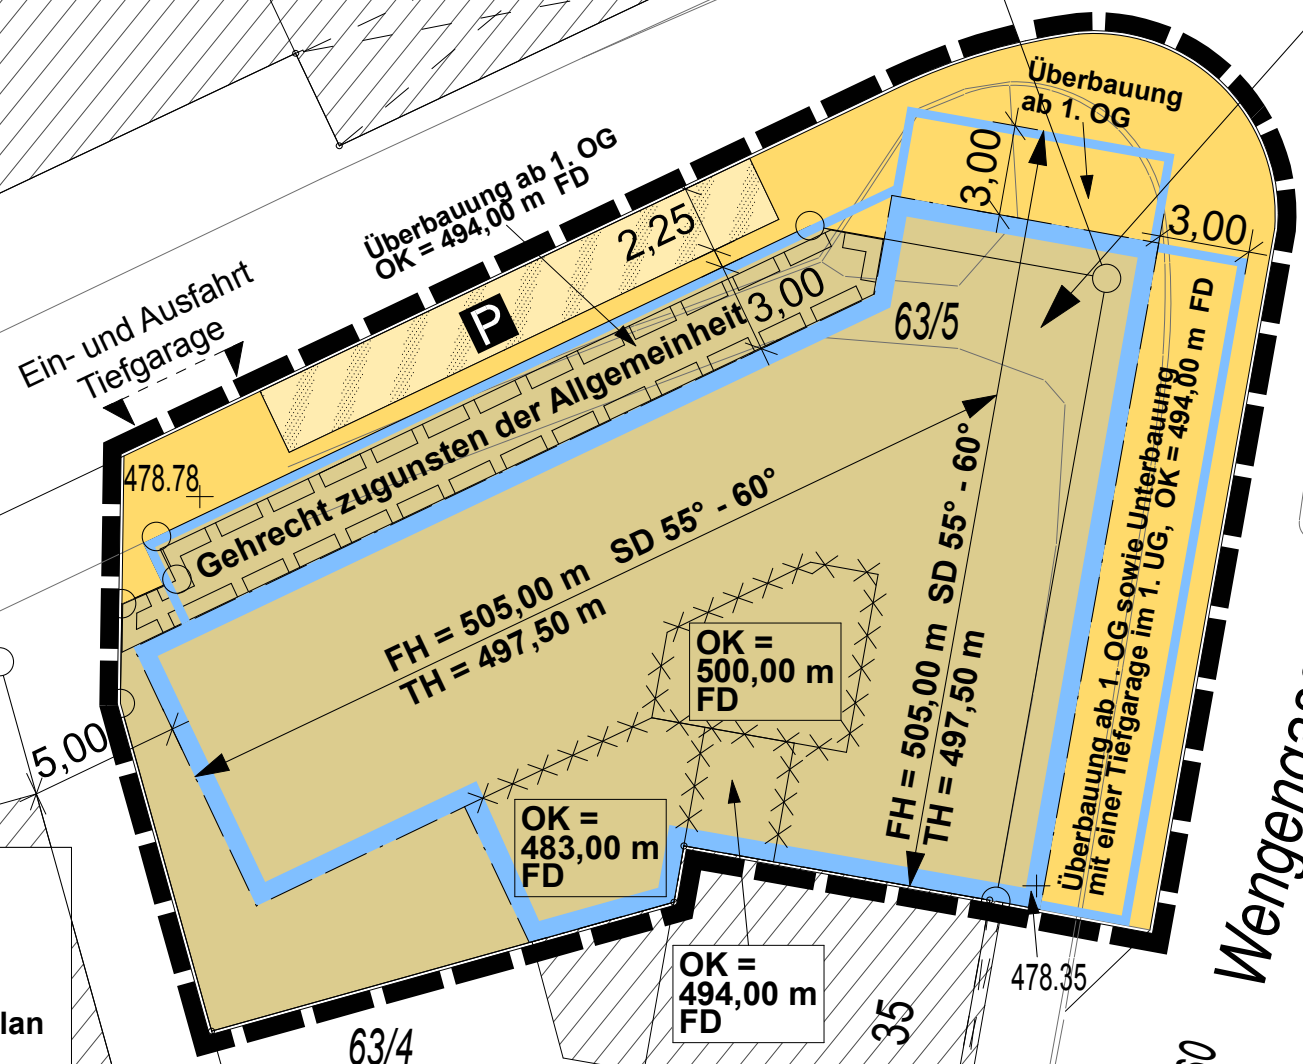 Überbauung
ab 1. OG
3,00
3,00
Überbauung ab 1. OG
OK = 494,00 m FD
2,25
3,00
Ein- und Ausfahrt
Tiefgarage
P
63/5
478.78
Gehrecht zugunsten der Allgemeinheit
FH = 505,00 m SD 55° - 60°
TH = 497,50 m
FH = 505,00 m SD 55° - 60°
TH = 497,50 m
Überbauung ab 1. OG sowie Unterbauung
mit einer Tiefgarage im 1. UG, OK = 494,00 m FD
OK =
500,00 m
FD
5,00
OK =
483,00 m
FD
OK =
494,00 m
FD
478.35
35
63/4
lan